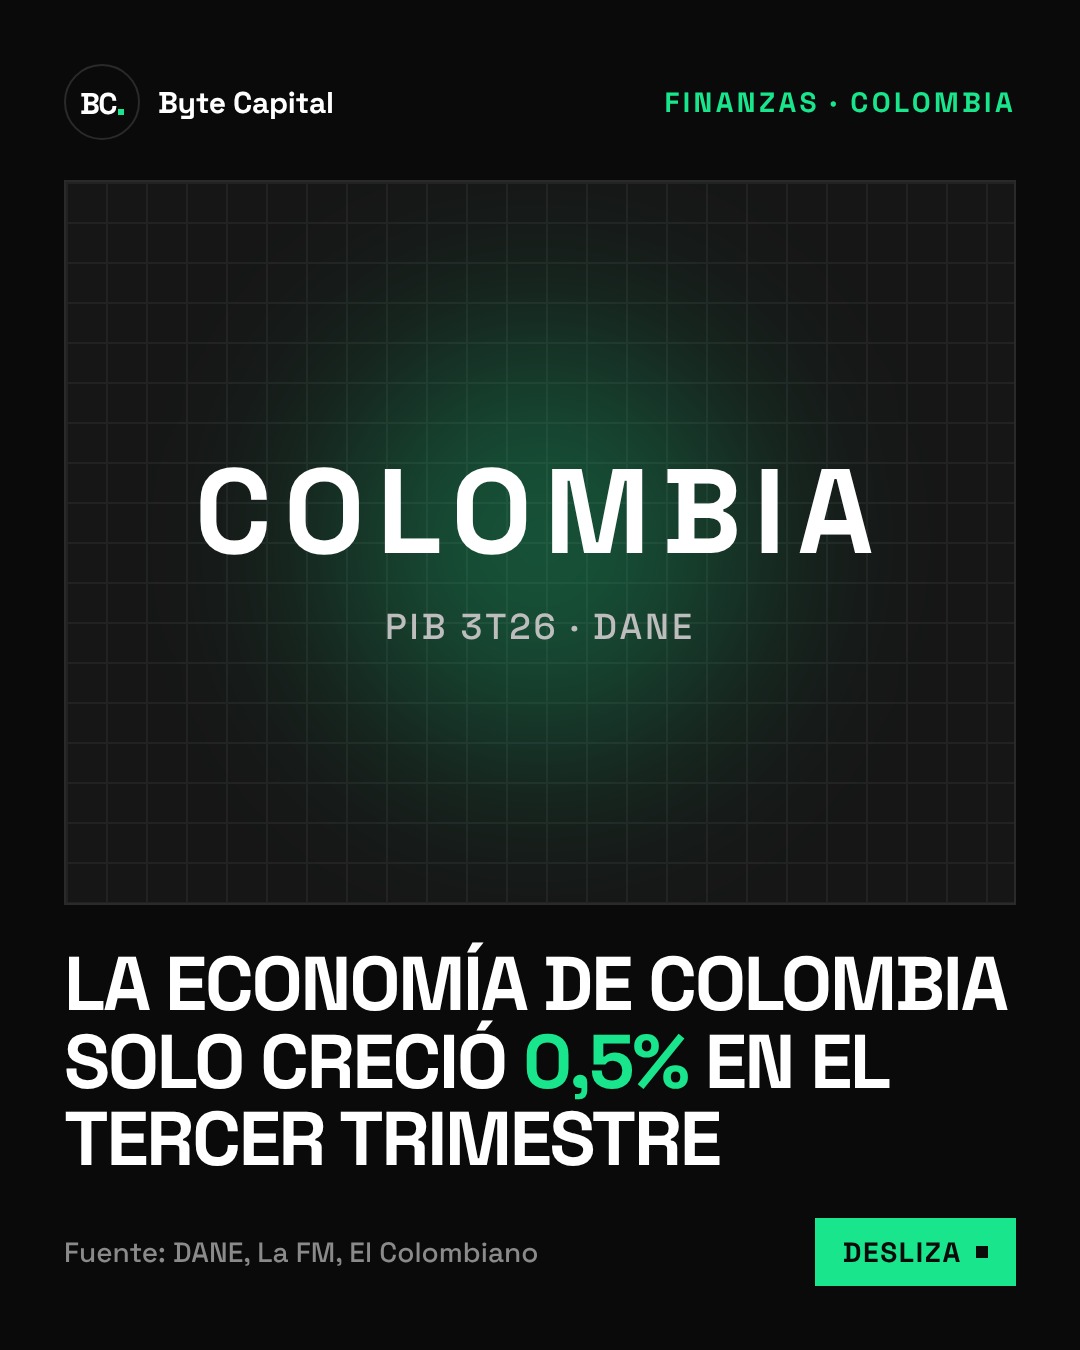 BC.
Byte Capital
FINANZAS · COLOMBIA
COLOMBIA
PIB 3T26 · DANE
LA ECONOMÍA DE COLOMBIA
SOLO CRECIÓ 0,5% EN EL
TERCER TRIMESTRE
Fuente: DANE, La FM, El Colombiano
DESLIZA